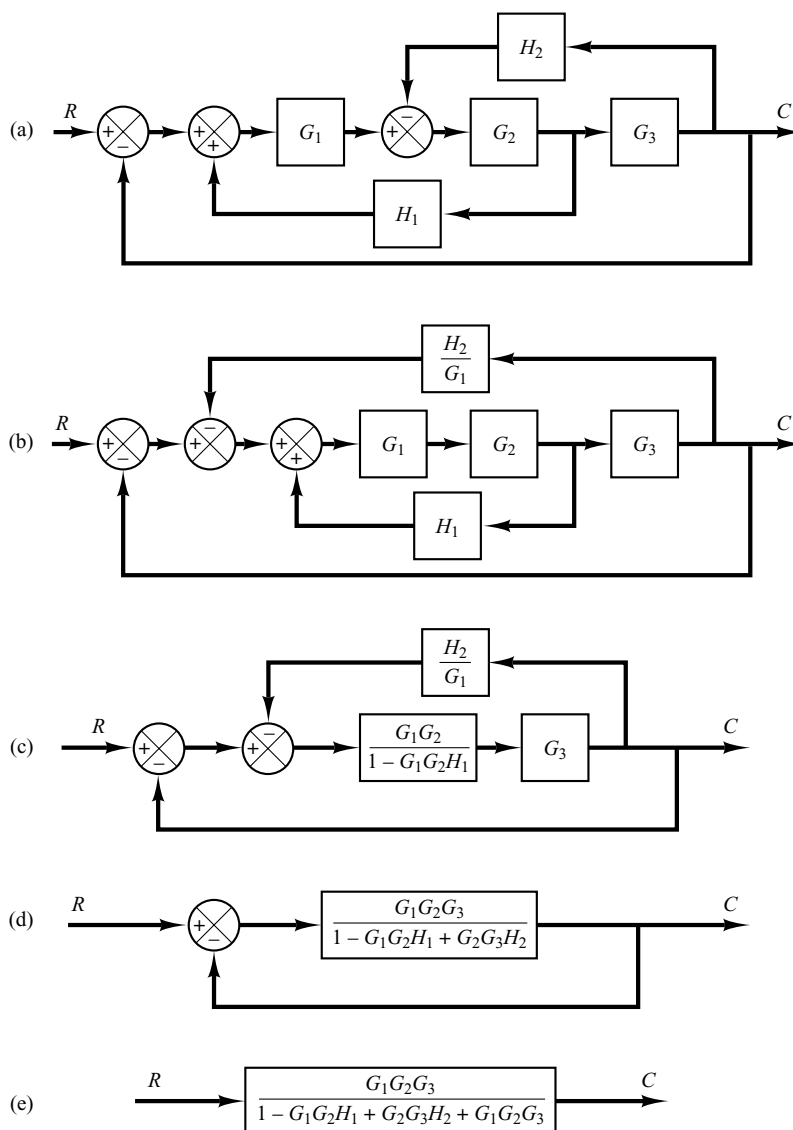 H₂
R C
(a) + − + + G₁ + − G₂ G₃
H₁
H₂
G₁
R C
(b) + − + − + + G₁ G₂ G₃
H₁
H₂
G₁
R C
(c) + − + − G₁G₂ G₃
1 − G₁G₂H₁
R C
(d) + − G₁G₂G₃
1 − G₁G₂H₁ + G₂G₃H₂
R C
(e) G₁G₂G₃
1 − G₁G₂H₁ + G₂G₃H₂ + G₁G₂G₃